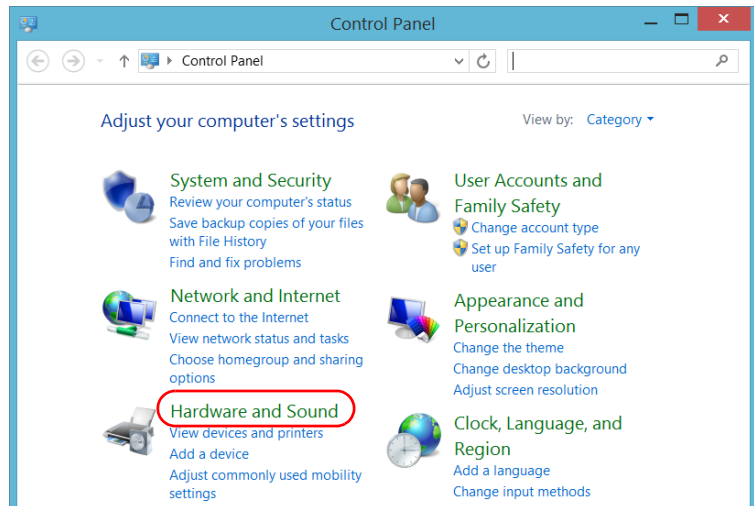 Control Panel
Control Panel
Adjust your computer's settings
View by: Category
System and Security
Review your computer's status
Save backup copies of your files
with File History
Find and fix problems
Network and Internet
Connect to the Internet
View network status and tasks
Choose homegroup and sharing
options
Hardware and Sound
View devices and printers
Add a device
Adjust commonly used mobility
settings
User Accounts and
Family Safety
Change account type
Set up Family Safety for any
user
Appearance and
Personalization
Change the theme
Change desktop background
Adjust screen resolution
Clock, Language, and
Region
Add a language
Change input methods